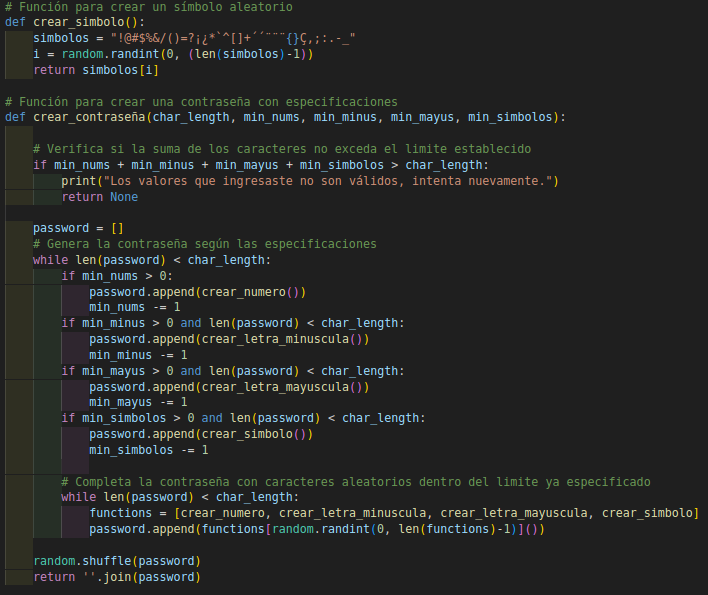 # Función para crear un símbolo aleatorio
def crear_simbolo():
    simbolos = "!@#$%&/()=?¡¿*`^[]+´´¨¨¨{}Ç,;:.-_"
    i = random.randint(0, (len(simbolos)-1))
    return simbolos[i]
# Función para crear una contraseña con especificaciones
def crear_contraseña(char_length, min_nums, min_minus, min_mayus, min_simbolos):
    # Verifica si la suma de los caracteres no exceda el limite establecido
    if min_nums + min_minus + min_mayus + min_simbolos > char_length:
        print("Los valores que ingresaste no son válidos, intenta nuevamente.")
        return None
    password = []
    # Genera la contraseña según las especificaciones
    while len(password) < char_length:
        if min_nums > 0:
            password.append(crear_numero())
            min_nums -= 1
        if min_minus > 0 and len(password) < char_length:
            password.append(crear_letra_minuscula())
            min_minus -= 1
        if min_mayus > 0 and len(password) < char_length:
            password.append(crear_letra_mayuscula())
            min_mayus -= 1
        if min_simbolos > 0 and len(password) < char_length:
            password.append(crear_simbolo())
            min_simbolos -= 1
        # Completa la contraseña con caracteres aleatorios dentro del limite ya especificado
        while len(password) < char_length:
            functions = [crear_numero, crear_letra_minuscula, crear_letra_mayuscula, crear_simbolo]
            password.append(functions[random.randint(0, len(functions)-1)]())
    random.shuffle(password)
    return ''.join(password)